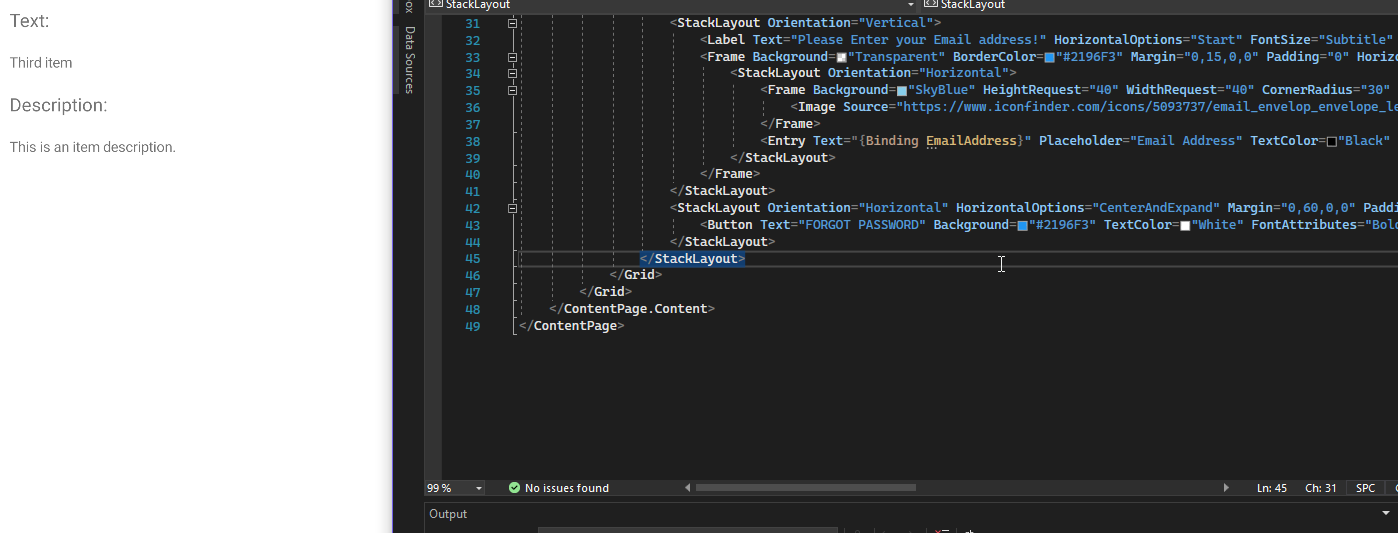 Text:
Third item
Description:
This is an item description.
Data Sources
StackLayout
StackLayout
31 <StackLayout Orientation="Vertical">
32 <Label Text="Please Enter your Email address!" HorizontalOptions="Start" FontSize="Subtitle"
33 <Frame Background="Transparent" BorderColor="#2196F3" Margin="0,15,0,0" Padding="0"
34 <StackLayout Orientation="Horizontal">
35 <Frame Background="SkyBlue" HeightRequest="40" WidthRequest="40" CornerRadius="30"
36 <Image Source="https://www.iconfinder.com/icons/5093737/email_envelop_envelope_le
37 </Frame>
38 <Entry Text="{Binding EmailAddress}" Placeholder="Email Address" TextColor="Black"
39 </StackLayout>
40 </Frame>
41 </StackLayout>
42 <StackLayout Orientation="Horizontal" HorizontalOptions="CenterAndExpand" Margin="0,60,0,0"
43 <Button Text="FORGOT PASSWORD" Background="#2196F3" TextColor="White" FontAttributes="Bol
44 </StackLayout>
45 </StackLayout>
46 </Grid>
47 </Grid>
48 </ContentPage.Content>
49 </ContentPage>
99 %
No issues found
Ln: 45
Ch: 31
SPC
Output